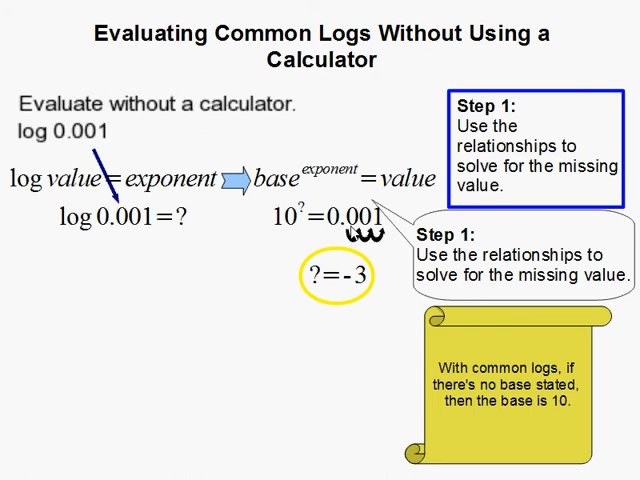 Evaluating Common Logs Without Using a
Calculator
Evaluate without a calculator.
log 0.001
log value = exponent
base^exponent = value
log 0.001 = ?
10^? = 0.001
? = - 3
Step 1:
Use the
relationships to
solve for the missing
value.
Step 1:
Use the relationships to
solve for the missing value.
With common logs, if
there's no base stated,
then the base is 10.